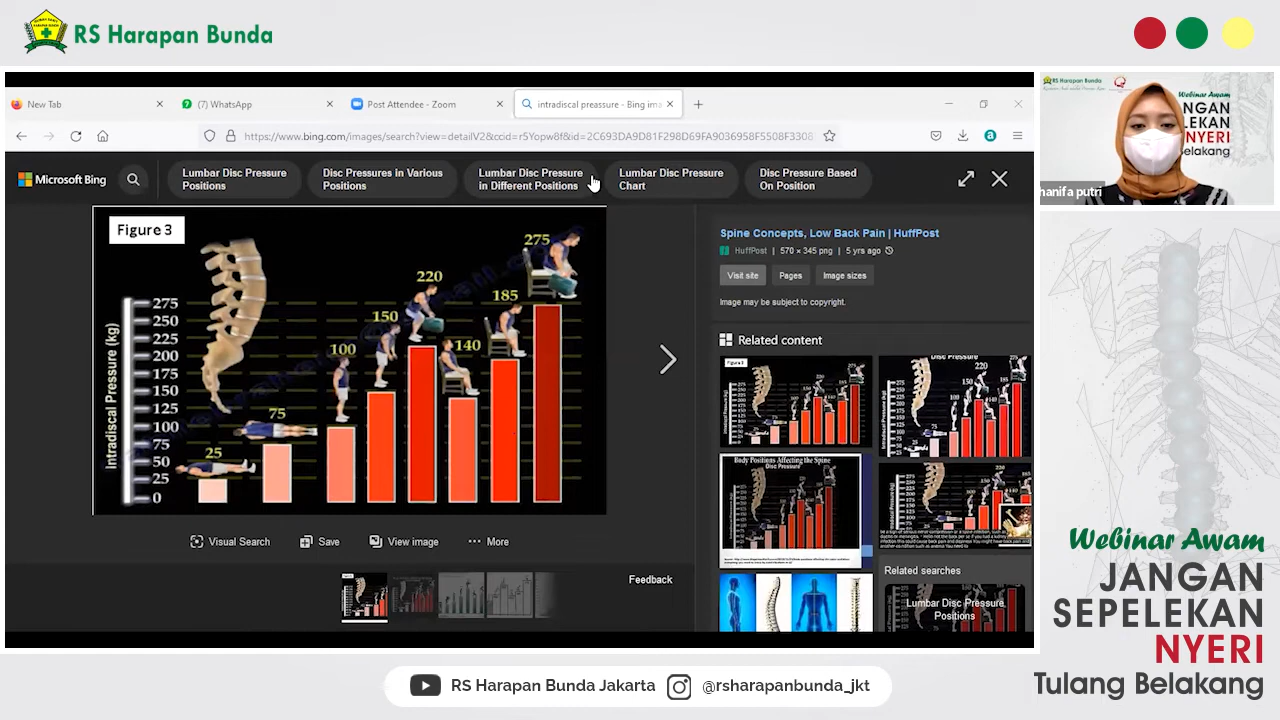 RS Harapan Bunda
New Tab
(7) WhatsApp
Post Attendee - Zoom
intradiscal preassure - Bing ima
https://www.bing.com/images/search?view=detailV2&ccid=r5Yopw8f&id=2C693DA9D81F298D69FA9036958F5508F3308
Microsoft Bing
Lumbar Disc Pressure
Positions
Disc Pressures in Various
Positions
Lumbar Disc Pressure
in Different Positions
Lumbar Disc Pressure
Chart
Disc Pressure Based
On Position
Figure 3
Intradiscal Pressure (kg)
275
250
225
200
175
150
125
100
75
50
25
0
25
75
100
150
220
140
185
275
Visual Search
Save
View image
More
Feedback
Spine Concepts, Low Back Pain | HuffPost
HuffPost | 570 × 345 png | 5 yrs ago
Visit site
Pages
Image sizes
Image may be subject to copyright.
Related content
Body Positions Affecting the Spine
Disc Pressure
Related searches
Lumbar Disc Pressure
Positions
RS Harapan Bunda
Webinar Awam
NGAN
LEKAN
NYERI
elakang
hanifa putri
Webinar Awam
JANGAN
SEPELEKAN
NYERI
Tulang Belakang
RS Harapan Bunda Jakarta
@rsharapanbunda_jkt